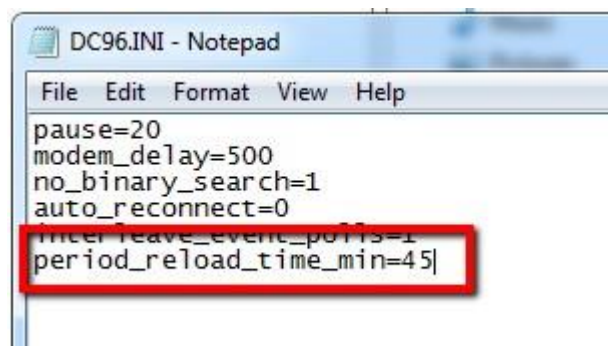 DC96.INI - Notepad
File Edit Format View Help
pause=20
modem_delay=500
no_binary_search=1
auto_reconnect=0
interleave_event_polls=1
period_reload_time_min=45